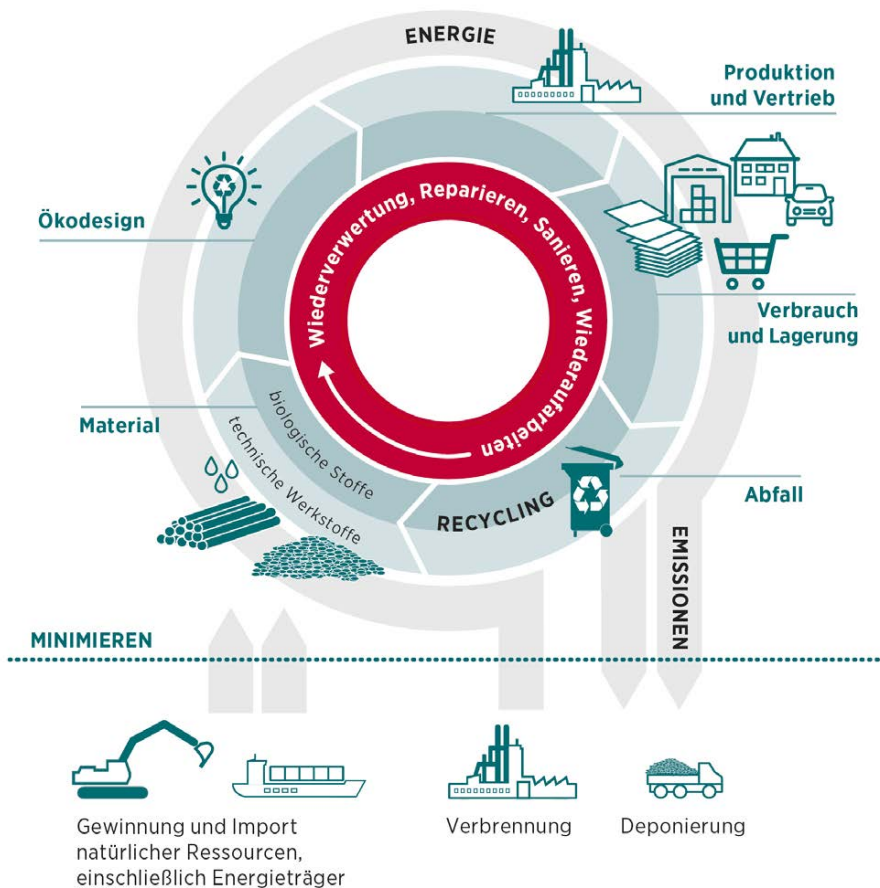 ENERGIE
Produktion
und Vertrieb
Ökodesign
Wiederverwertung, Reparieren, Sanieren, Wiederaufarbeiten
Verbrauch
und Lagerung
Material
biologische Stoffe
technische Werkstoffe
RECYCLING
Abfall
EMISSIONEN
MINIMIEREN
Gewinnung und Import
natürlicher Ressourcen,
einschließlich Energieträger
Verbrennung
Deponierung